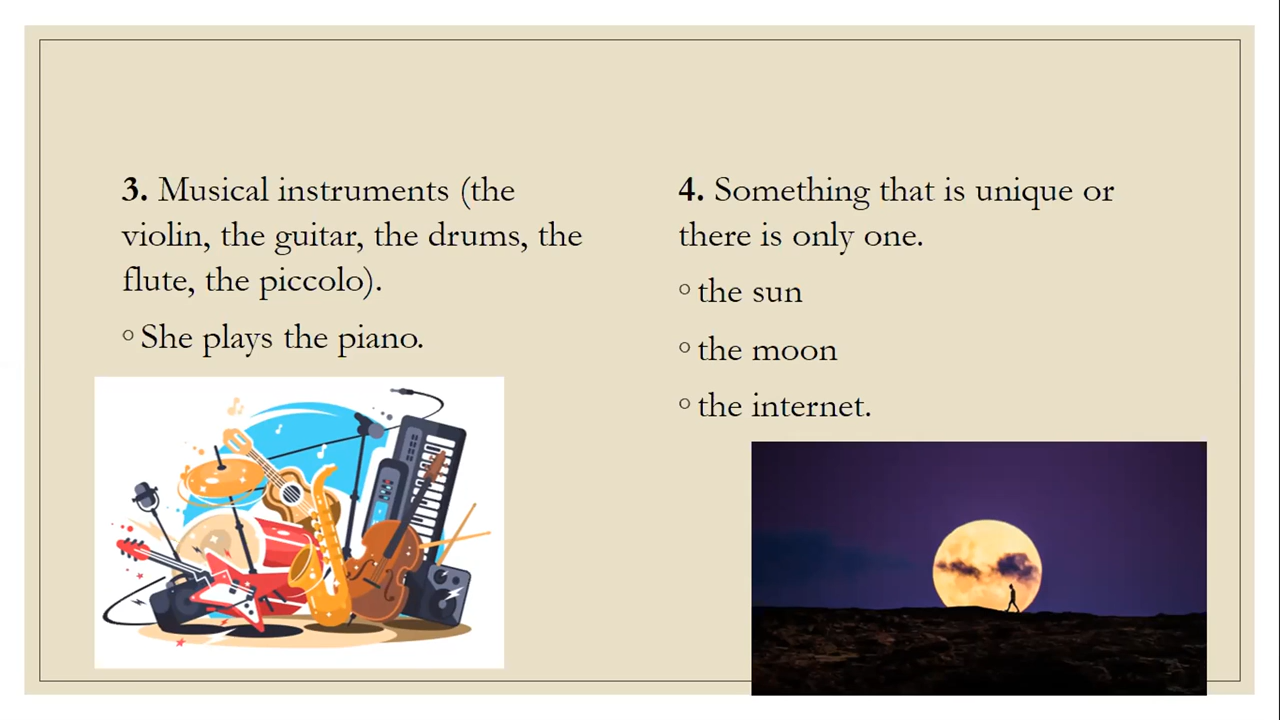 3. Musical instruments (the
violin, the guitar, the drums, the
flute, the piccolo).
She plays the piano.
4. Something that is unique or
there is only one.
the sun
the moon
the internet.